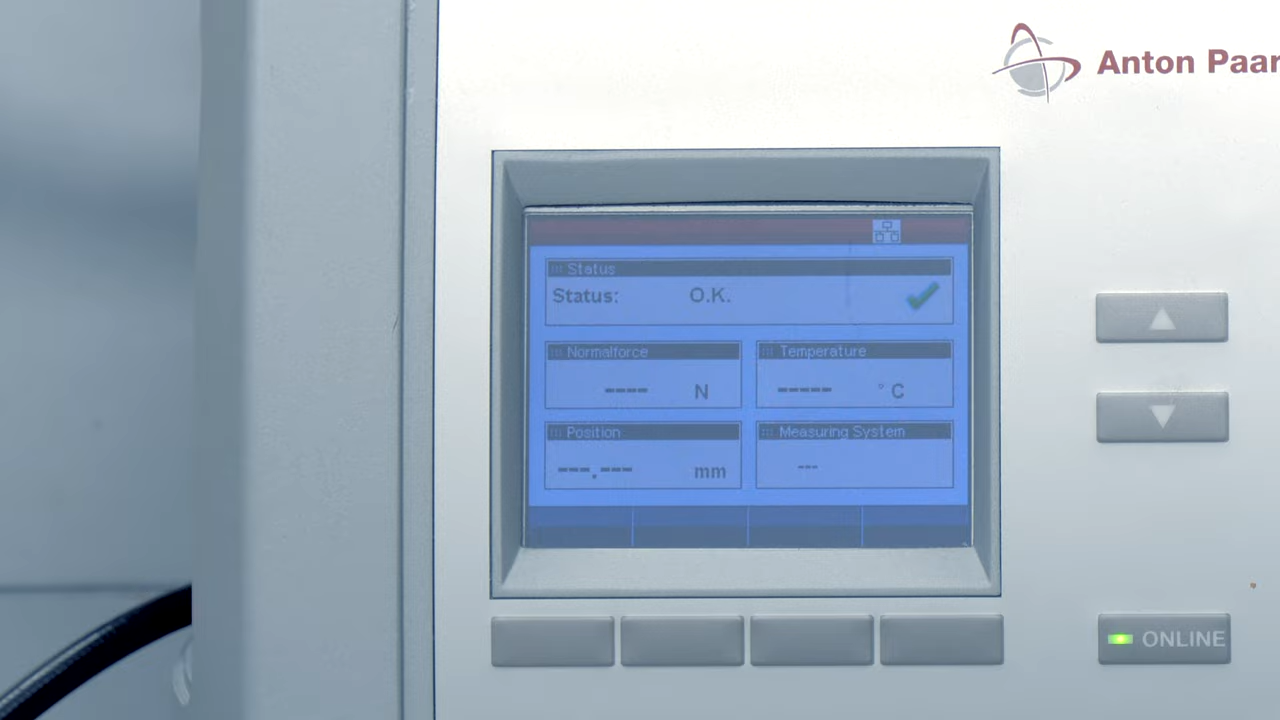 Anton Paar
Status
Status: O.K.
Normalforce
Temperature
---- N
----- °C
Position
Measuring System
---.--- mm
---
ONLINE